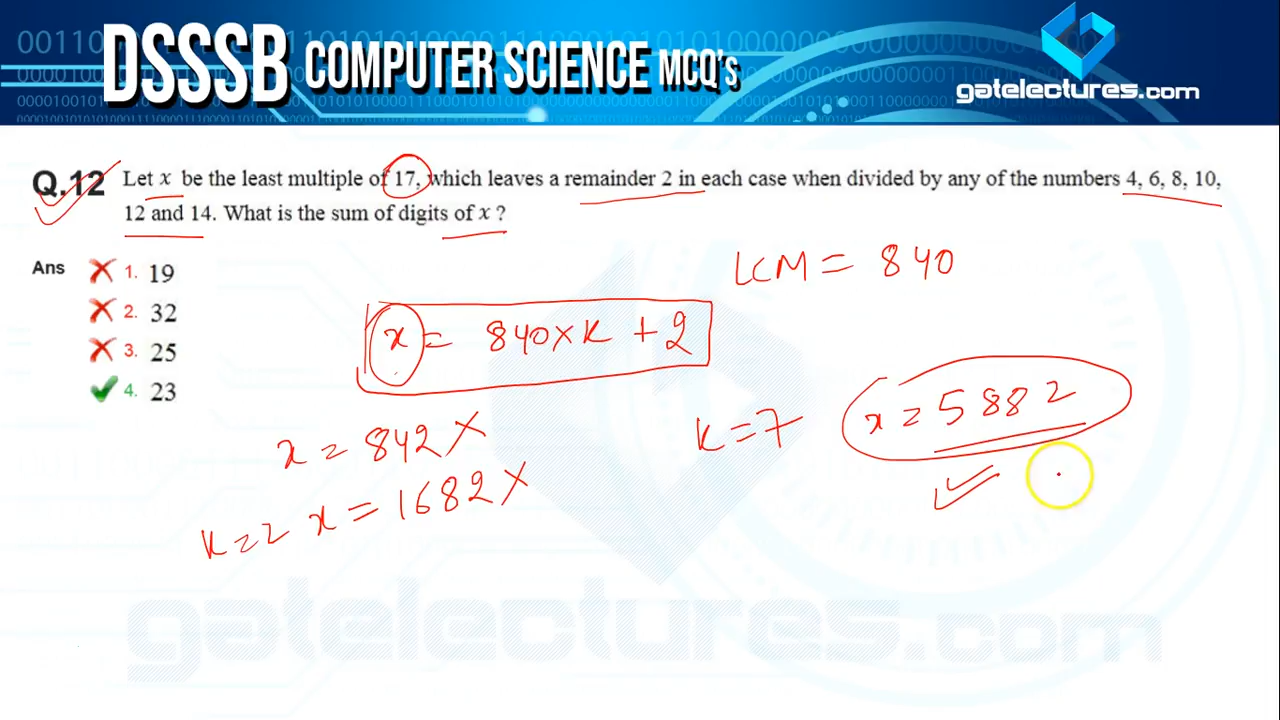 DSSSB COMPUTER SCIENCE MCQ's
gatelectures.com
Q.12 Let x be the least multiple of 17, which leaves a remainder 2 in each case when divided by any of the numbers 4, 6, 8, 10,
12 and 14. What is the sum of digits of x ?
Ans 1. 19
2. 32
3. 25
4. 23
LCM = 840
x = 840×k + 2
x = 842 X
k=2 x = 1682 X
k=7 x = 5882
gatelectures.com